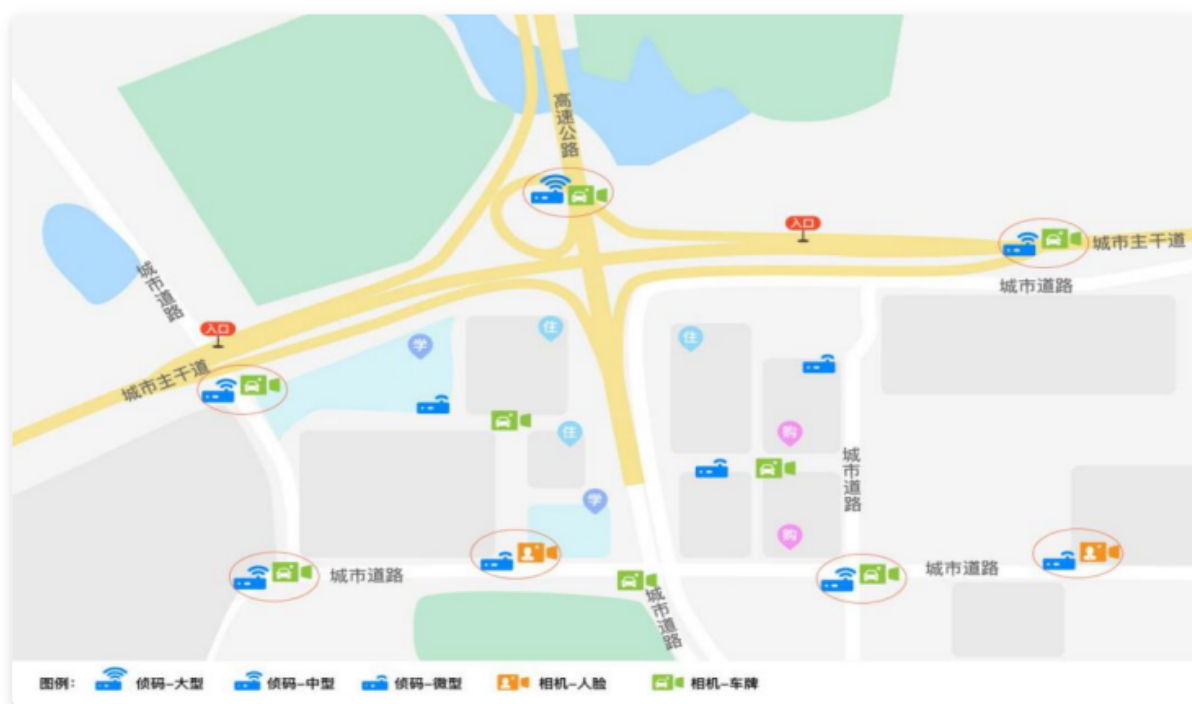 高速公路
入口
城市主干道
城市道路
城市道路
入口
住
住
学
城市主干道
购
住
城市道路
学
购
城市道路
城市道路
城市道路
图例：
侦码-大型
侦码-中型
侦码-微型
相机-人脸
相机-车牌